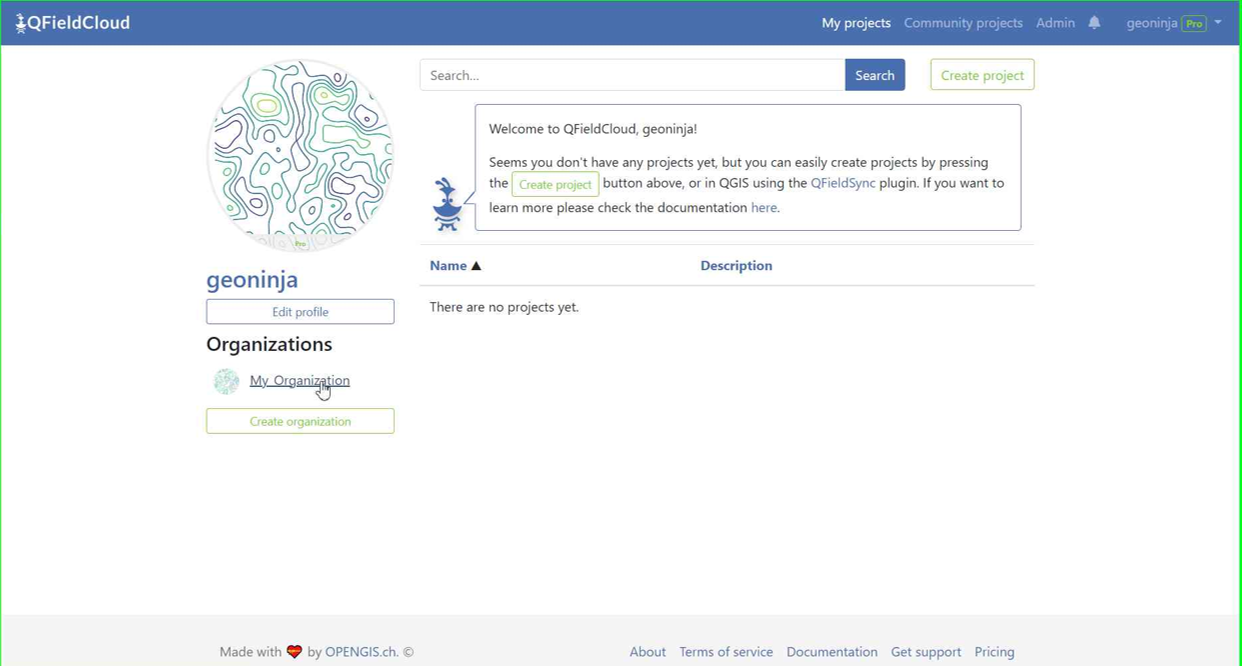 QFieldCloud
My projects Community projects Admin geoninja Pro
Search... Search Create project
Welcome to QFieldCloud, geoninja!
Seems you don't have any projects yet, but you can easily create projects by pressing
the Create project button above, or in QGIS using the QFieldSync plugin. If you want to
learn more please check the documentation here.
Pro
geoninja
Edit profile
Organizations
My Organization
Create organization
Name ▲ Description
There are no projects yet.
Made with ❤ by OPENGIS.ch. ©
About Terms of service Documentation Get support Pricing